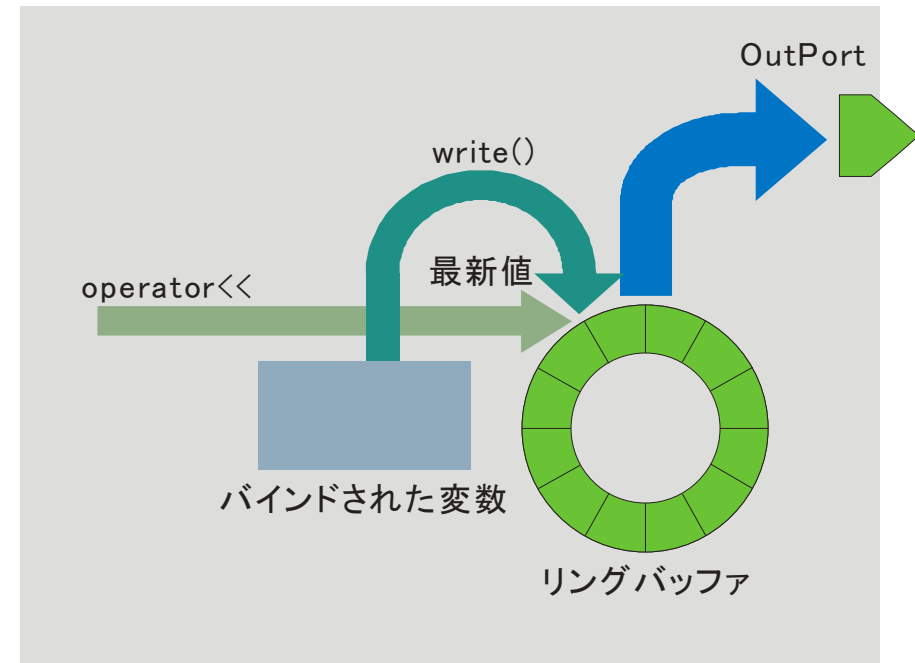 OutPort
write()
最新値
operator<<
バインドされた変数
リングバッファ